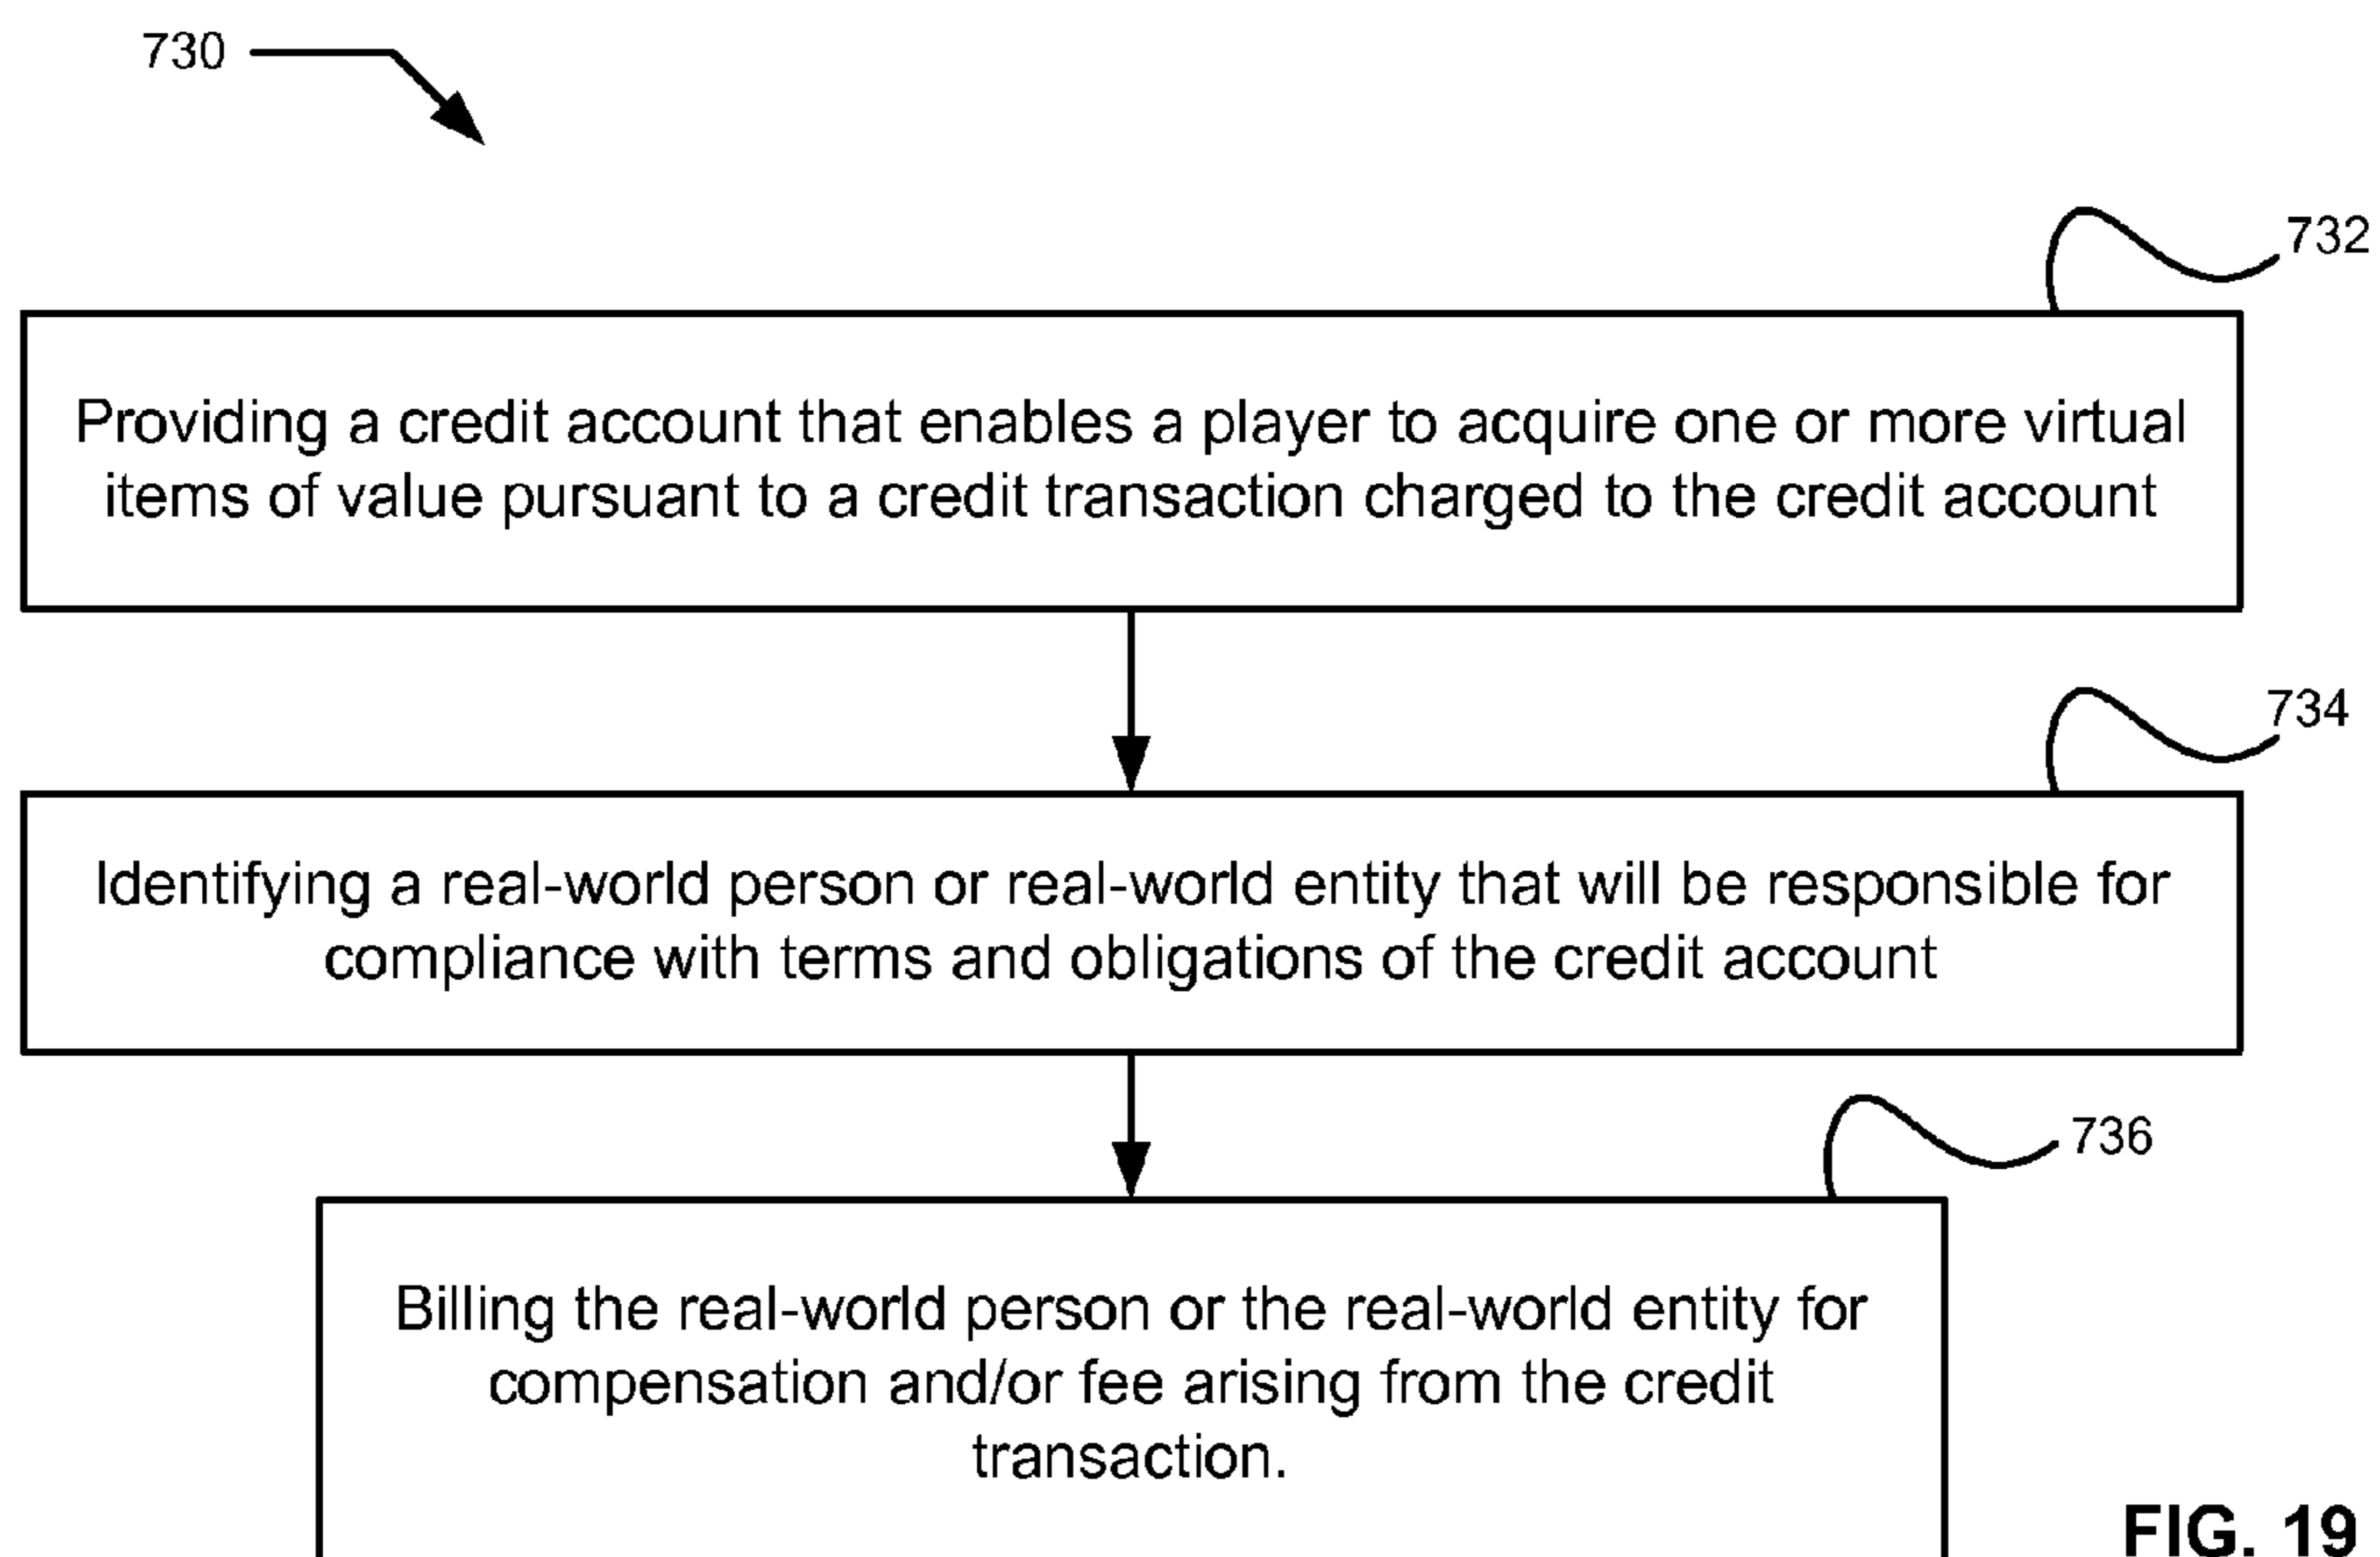 730
732
Providing a credit account that enables a player to acquire one or more virtual
items of value pursuant to a credit transaction charged to the credit account
734
Identifying a real-world person or real-world entity that will be responsible for
compliance with terms and obligations of the credit account
736
Billing the real-world person or the real-world entity for
compensation and/or fee arising from the credit
transaction.
FIG. 19